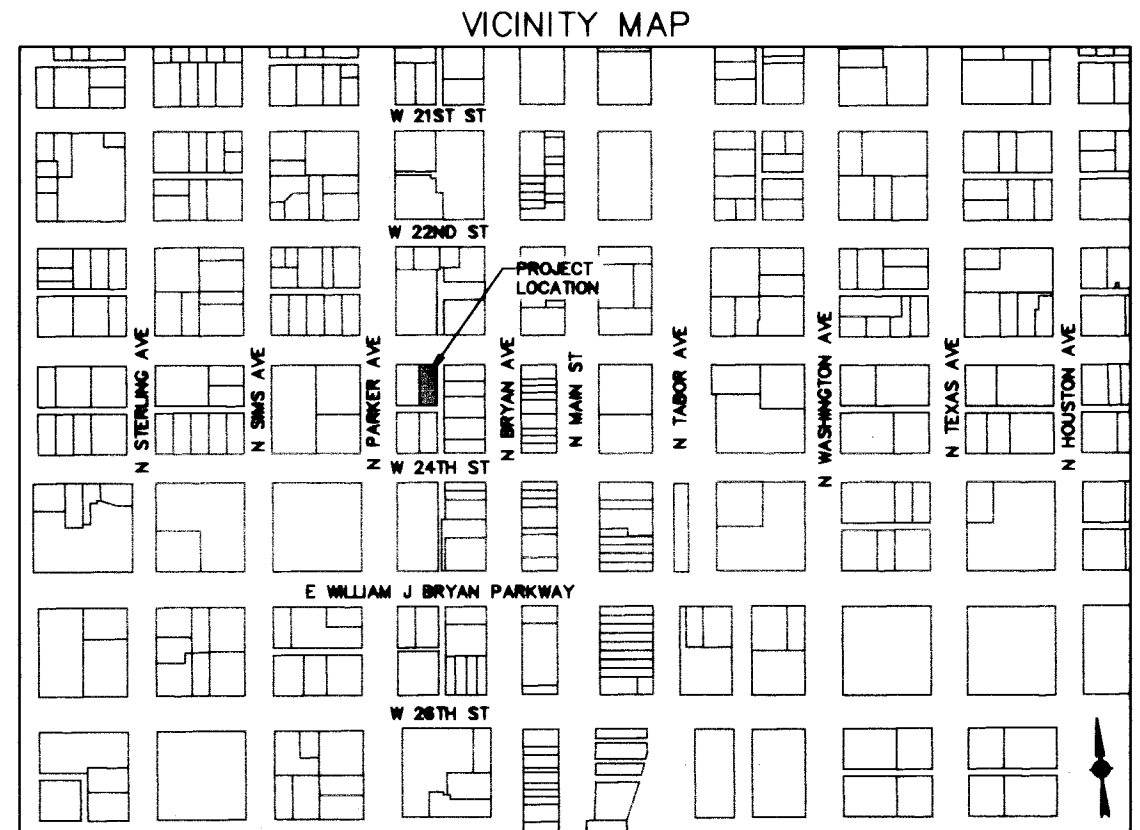 VICINITY MAP
W 21ST ST
W 22ND ST
PROJECT
LOCATION
N STERLING AVE
N SIMS AVE
N PARKER AVE
N BRYAN AVE
N MAIN ST
N TABOR AVE
N WASHINGTON AVE
N TEXAS AVE
N HOUSTON AVE
W 24TH ST
E WILLIAM J BRYAN PARKWAY
W 26TH ST